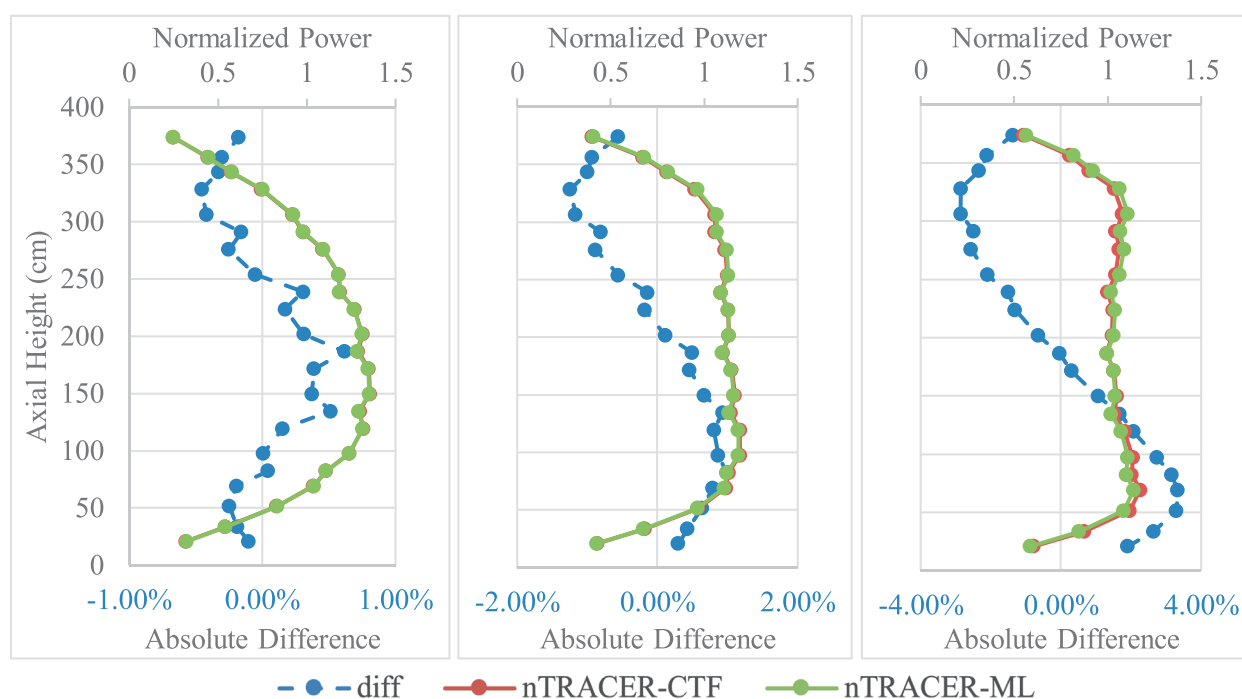 Normalized Power
0 0.5 1 1.5
400
350
300
250
200
150
100
50
0
Axial Height (cm)
-1.00% 0.00% 1.00%
Absolute Difference
Normalized Power
0 0.5 1 1.5
-2.00% 0.00% 2.00%
Absolute Difference
Normalized Power
0 0.5 1 1.5
-4.00% 0.00% 4.00%
Absolute Difference
diff nTRACER-CTF nTRACER-ML